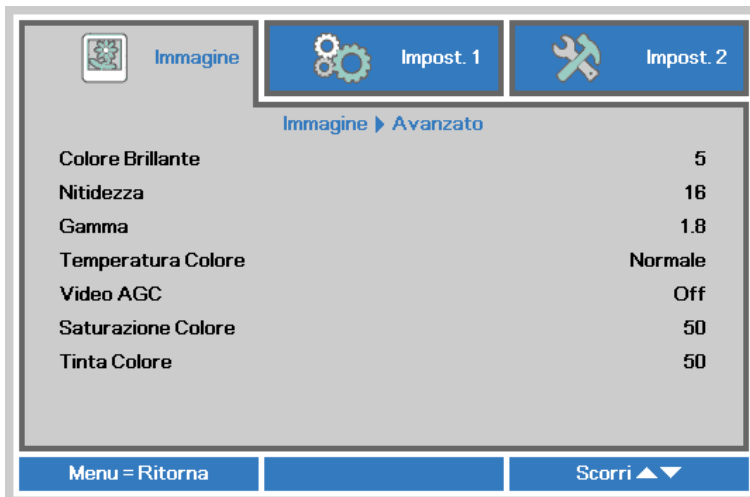 Immagine
Impost. 1
Impost. 2
Immagine ▶ Avanzato
Colore Brillante 5
Nitidezza 16
Gamma 1.8
Temperatura Colore Normale
Video AGC Off
Saturazione Colore 50
Tinta Colore 50
Menu = Ritorna
Scorri ▲▼